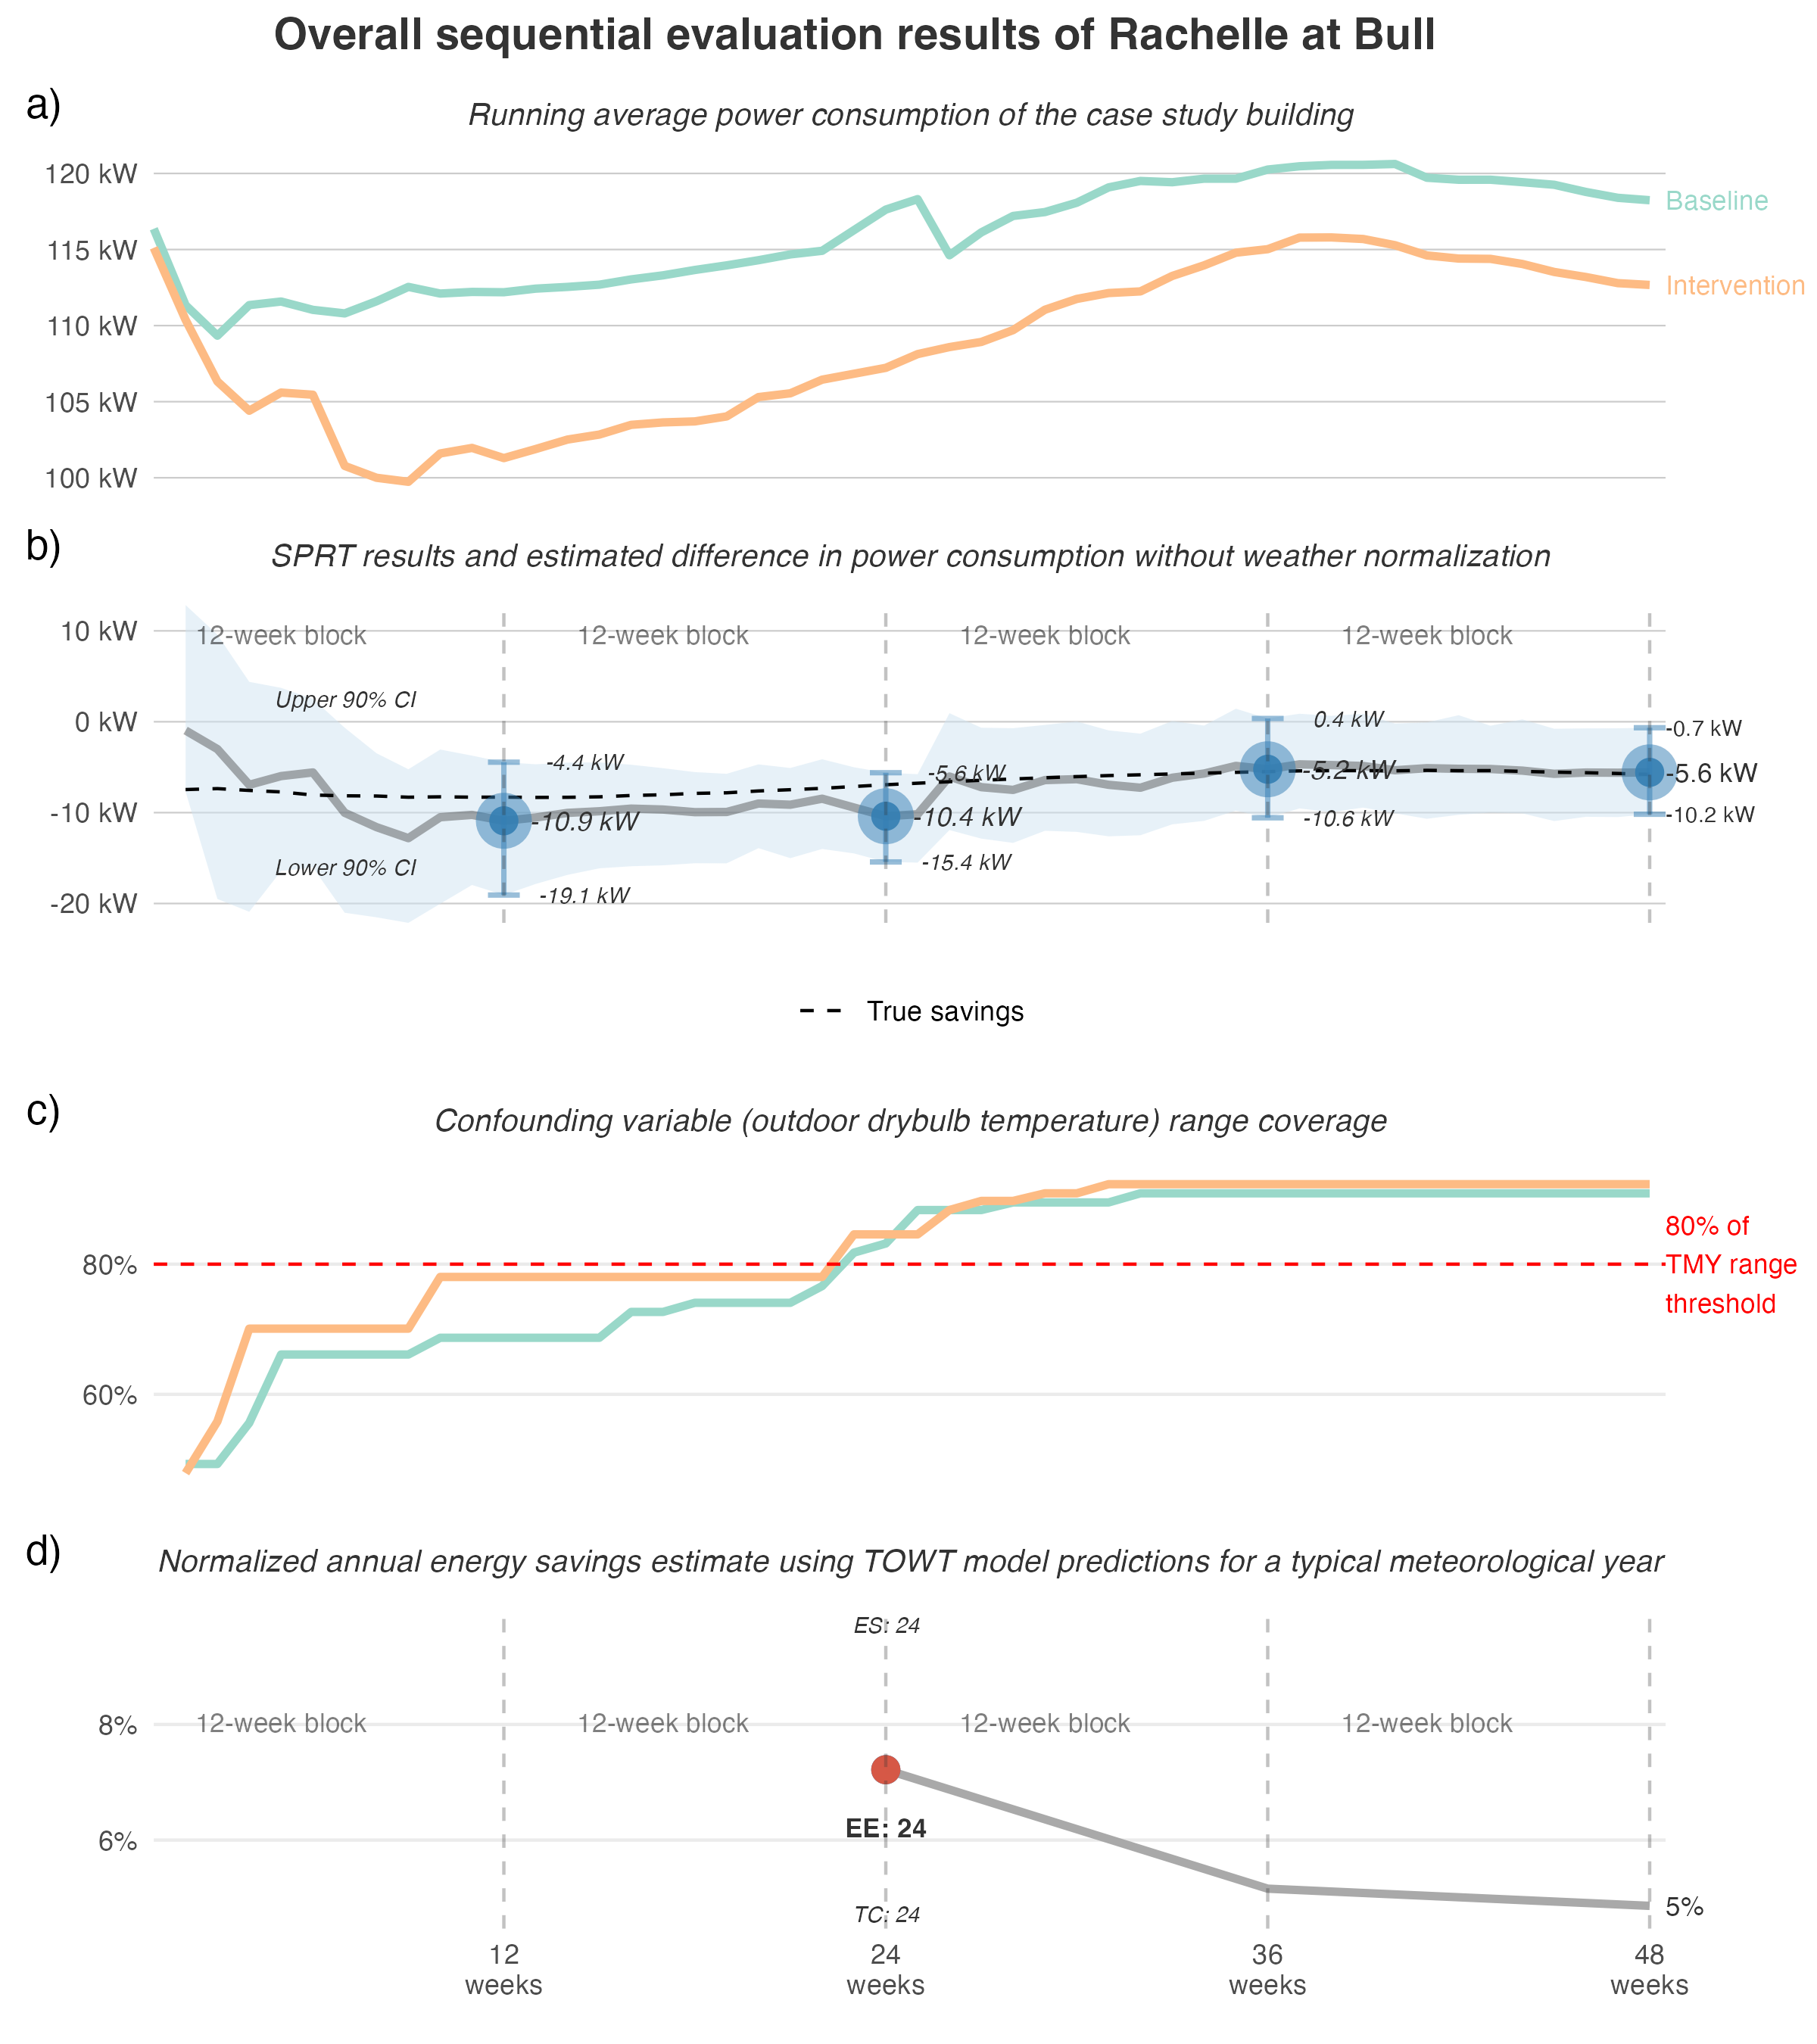 Overall sequential evaluation results of Rachelle at Bull
a)
Running average power consumption of the case study building
120 kW
115 kW
110 kW
105 kW
100 kW
Baseline
Intervention
b)
SPRT results and estimated difference in power consumption without weather normalization
10 kW
0 kW
-10 kW
-20 kW
12-week block
12-week block
12-week block
12-week block
Upper 90% CI
Lower 90% CI
-4.4 kW
-10.9 kW
-19.1 kW
-5.6 kW
-10.4 kW
-15.4 kW
0.4 kW
-5.2 kW
-10.6 kW
-0.7 kW
-5.6 kW
-10.2 kW
True savings
c)
Confounding variable (outdoor drybulb temperature) range coverage
80%
60%
80% of
TMY range
threshold
d)
Normalized annual energy savings estimate using TOWT model predictions for a typical meteorological year
ES: 24
8%
6%
12-week block
12-week block
12-week block
12-week block
EE: 24
TC: 24
5%
12
weeks
24
weeks
36
weeks
48
weeks